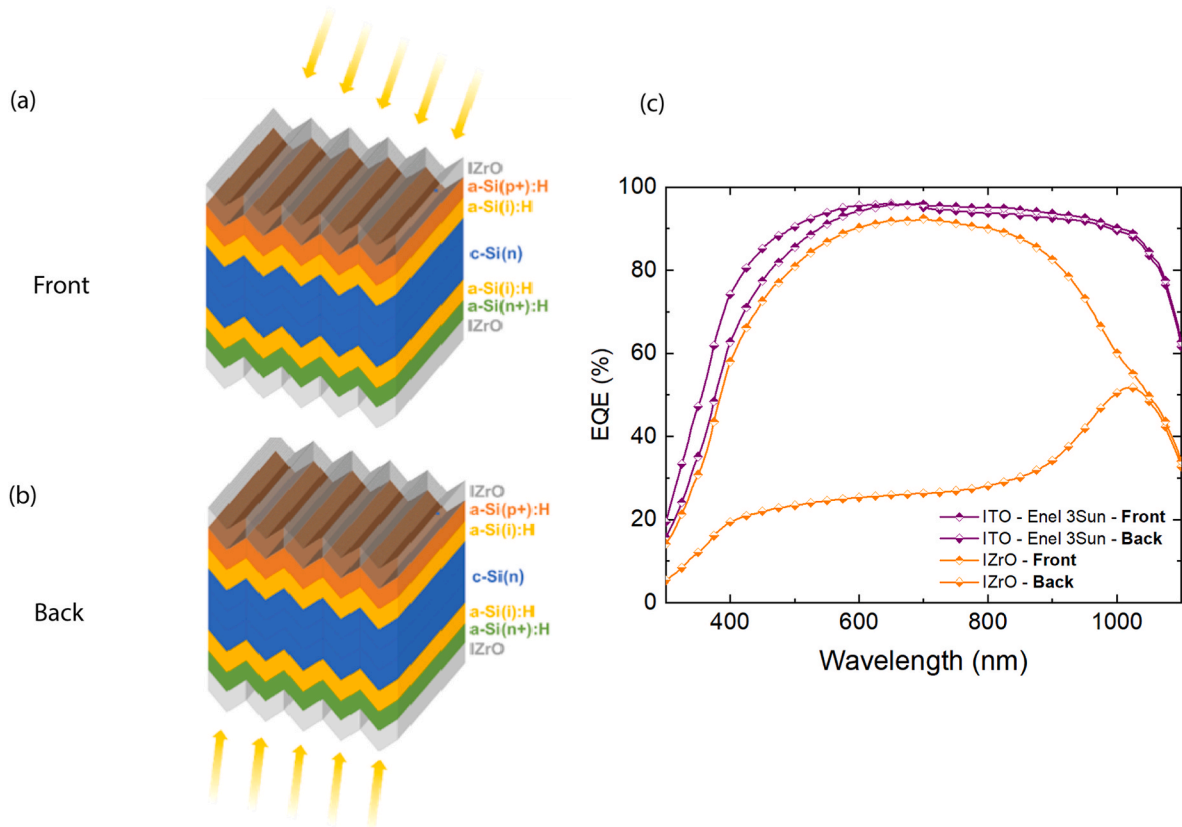 (a)
IZrO
a-Si(p+):H
a-Si(i):H
c-Si(n)
a-Si(i):H
a-Si(n+):H
IZrO
Front
(b)
IZrO
a-Si(p+):H
a-Si(i):H
c-Si(n)
a-Si(i):H
a-Si(n+):H
IZrO
Back
(c)
EQE (%)
100
80
60
40
20
0
ITO - Enel 3Sun - Front
ITO - Enel 3Sun - Back
IZrO - Front
IZrO - Back
400 600 800 1000
Wavelength (nm)